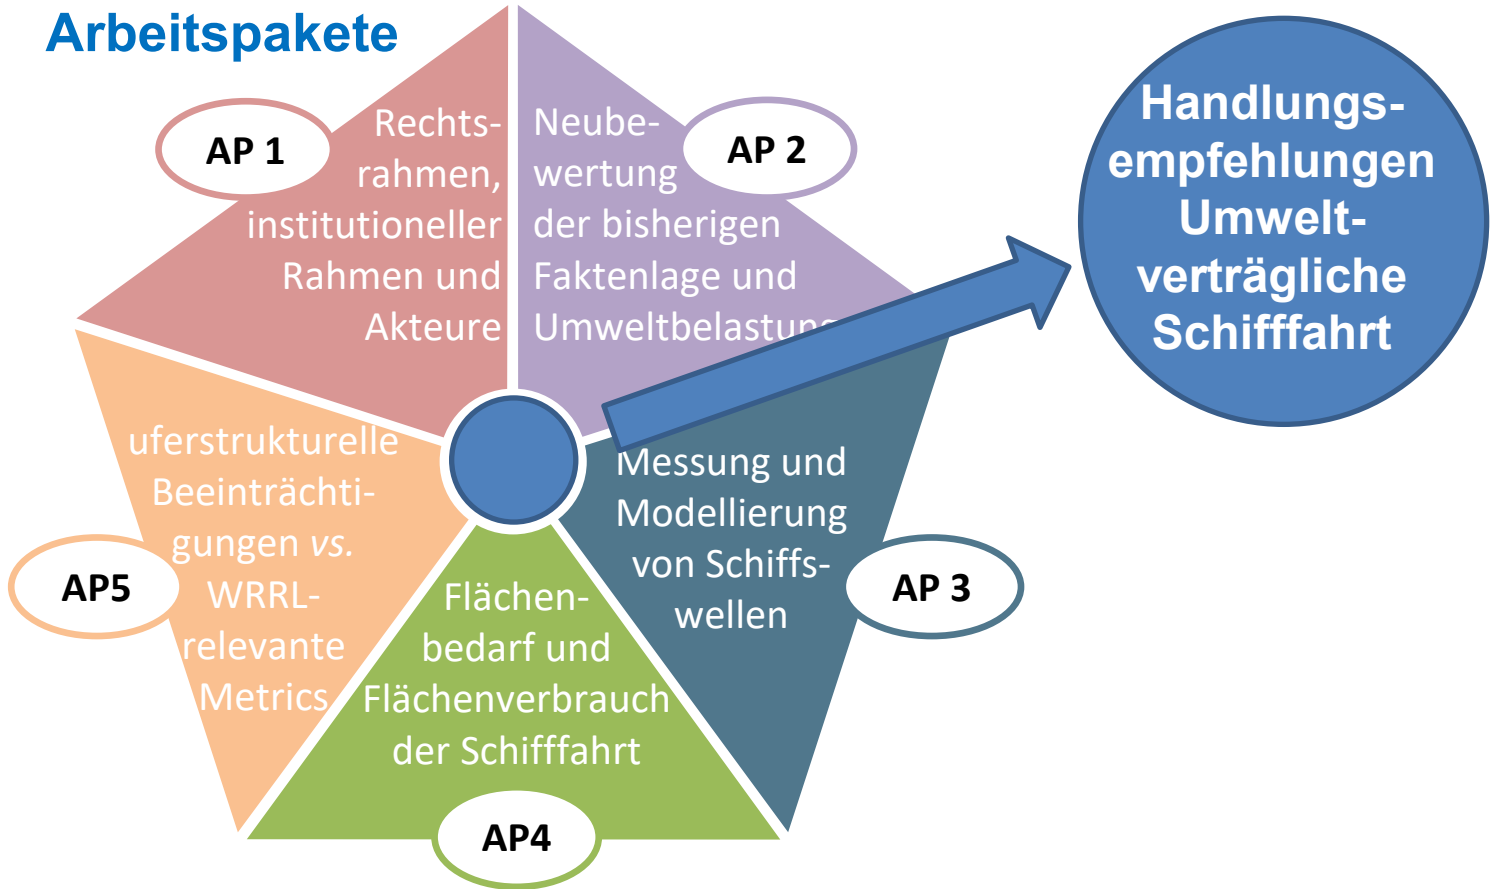 Arbeitspakete
AP 1
Rechts-
rahmen,
institutioneller
Rahmen und
Akteure
AP 2
Neube-
wertung
der bisherigen
Faktenlage und
Umweltbelastung
AP 3
Messung und
Modellierung
von Schiffs-
wellen
AP4
Flächen-
bedarf und
Flächenverbrauch
der Schifffahrt
AP5
uferstrukturelle
Beeinträchti-
gungen vs.
WRRL-
relevante
Metrics
Handlungs-
empfehlungen
Umwelt-
verträgliche
Schifffahrt